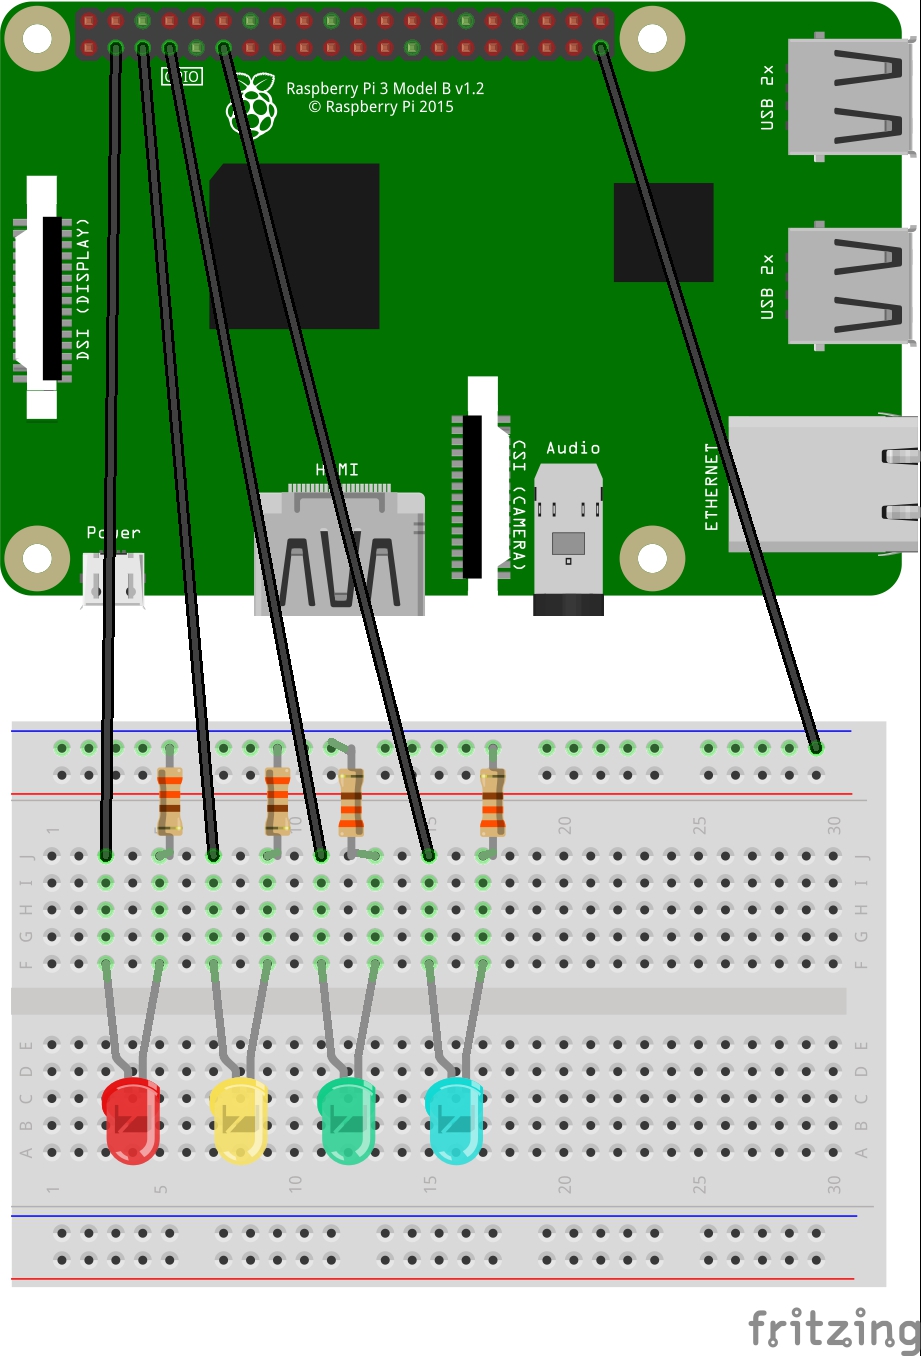 GPIO
Raspberry Pi 3 Model B v1.2
© Raspberry Pi 2015
USB 2x
DSI (DISPLAY)
USB 2x
HDMI
CSI (CAMERA)
Audio
ETHERNET
Power
1 10 15 20 25 30
J J
I I
H H
G G
F F
E E
D D
C C
B B
A A
1 5 10 15 20 25 30
fritzing